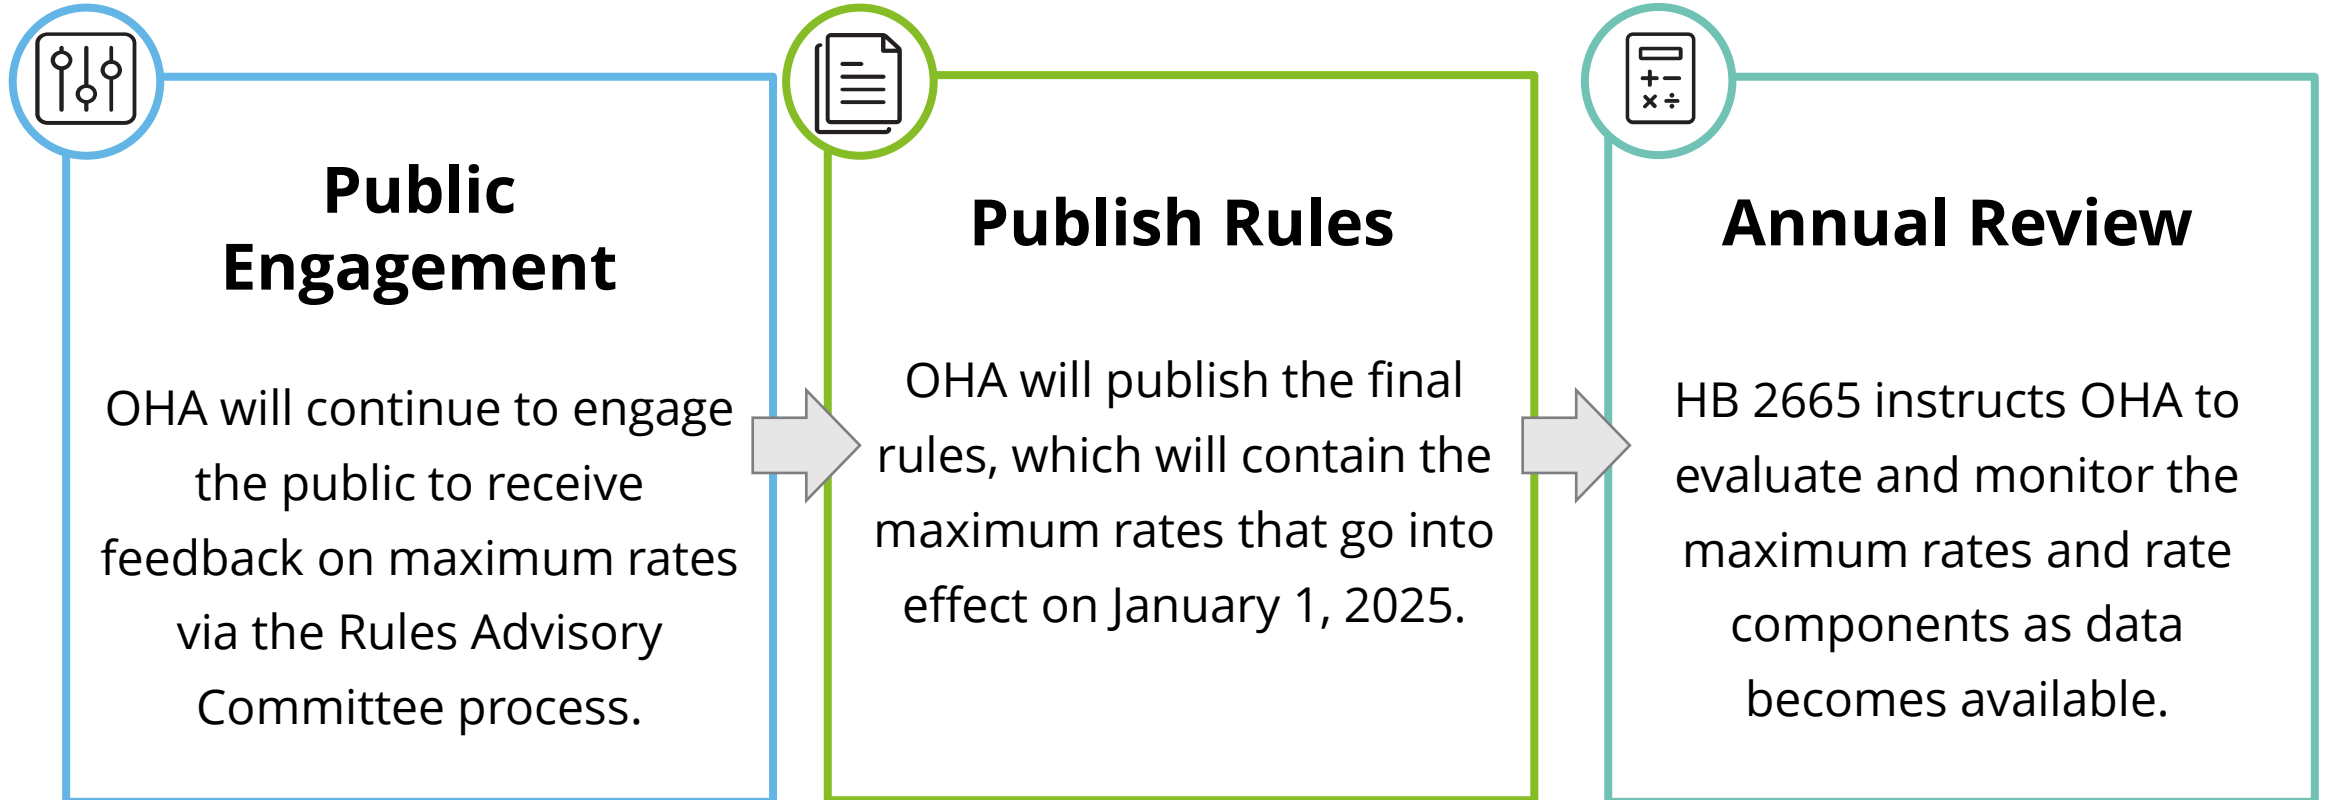 Public
Engagement
OHA will continue to engage
the public to receive
feedback on maximum rates
via the Rules Advisory
Committee process.
Publish Rules
OHA will publish the final
rules, which will contain the
maximum rates that go into
effect on January 1, 2025.
Annual Review
HB 2665 instructs OHA to
evaluate and monitor the
maximum rates and rate
components as data
becomes available.